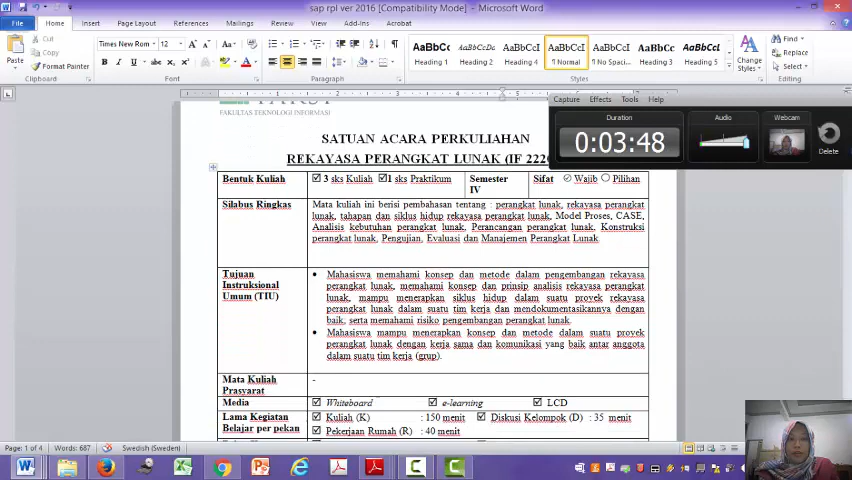 sap rpl ver 2016 [Compatibility Mode] - Microsoft Word
File Home Insert Page Layout References Mailings Review View Add-Ins Acrobat
Cut
Copy
Paste
Format Painter
Clipboard
Times New Rom 12
Font
Paragraph
AaBbC AaBbCcDc AaBbCcI AaBbCcI AaBbCcDc AaBbCc AaBbCcL
Heading 1 Heading 2 Heading 4 ¶ Normal ¶ No Spaci... Heading 3 Heading 5
Styles
Change Styles
Find
Replace
Select
Editing
Capture Effects Tools Help
Duration
0:03:48
Audio
Webcam
Delete
FAKULTAS TEKNOLOGI INFORMASI
SATUAN ACARA PERKULIAHAN
REKAYASA PERANGKAT LUNAK (IF 222
Bentuk Kuliah ☑ 3 sks Kuliah ☑1 sks Praktikum Semester IV Sifat Wajib Pilihan
Silabus Ringkas Mata kuliah ini berisi pembahasan tentang : perangkat lunak, rekayasa perangkat
lunak, tahapan dan siklus hidup rekayasa perangkat lunak, Model Proses, CASE,
Analisis kebutuhan perangkat lunak, Perancangan perangkat lunak, Konstruksi
perangkat lunak, Pengujian, Evaluasi dan Manajemen Perangkat Lunak
Tujuan Instruksional Umum (TIU)
• Mahasiswa memahami konsep dan metode dalam pengembangan rekayasa
perangkat lunak, memahami konsep dan prinsip analisis rekayasa perangkat
lunak, mampu menerapkan siklus hidup dalam suatu proyek rekayasa
perangkat lunak dalam suatu tim kerja dan mendokumentasikannya dengan
baik, serta memahami risiko pengembangan perangkat lunak.
• Mahasiswa mampu menerapkan konsep dan metode dalam suatu proyek
perangkat lunak dengan kerja sama dan komunikasi yang baik antar anggota
dalam suatu tim kerja (grup).
Mata Kuliah Prasyarat -
Media ☑ Whiteboard ☑ e-learning ☑ LCD
Lama Kegiatan Belajar per pekan
☑ Kuliah (K) : 150 menit ☑ Diskusi Kelompok (D) : 35 menit
☑ Pekerjaan Rumah (R) : 40 menit
Page: 1 of 4 Words: 687 Swedish (Sweden)